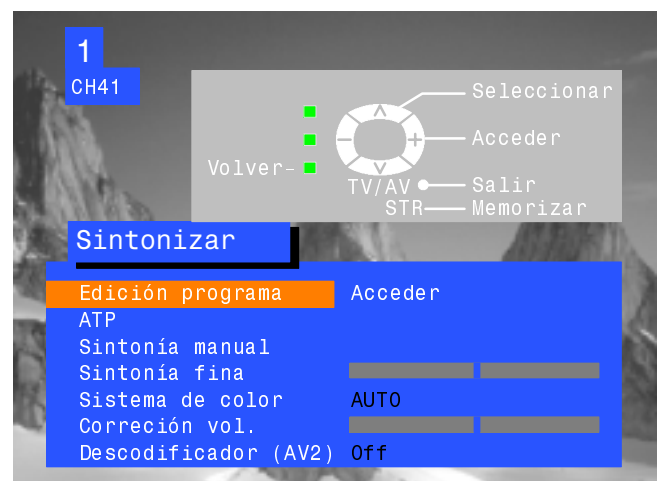 1
CH41
Seleccionar
Acceder
Volver
TV/AV Salir
STR Memorizar
Sintonizar
Edición programa Acceder
ATP
Sintonía manual
Sintonía fina
Sistema de color AUTO
Correción vol.
Descodificador (AV2) Off